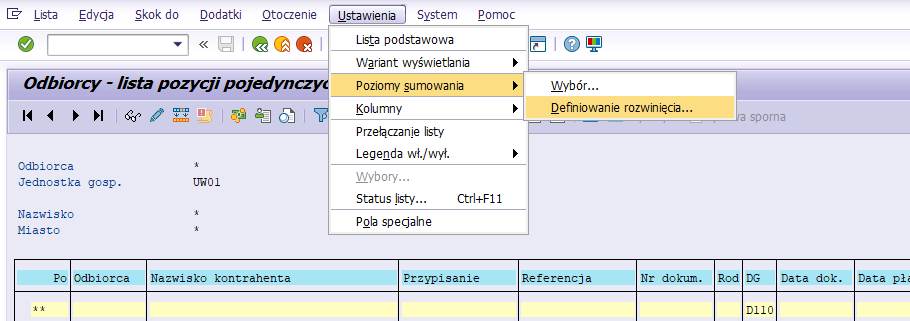 Lista Edycja Skok do Dodatki Otoczenie Ustawienia System Pomoc
Lista podstawowa
Wariant wyświetlania
Poziomy sumowania
Kolumny
Przełączanie listy
Legenda wł./wył.
Wybory...
Status listy... Ctrl+F11
Pola specjalne
Wybór...
Definiowanie rozwinięcia...
Odbiorcy - lista pozycji pojedynczyc
sporna
Odbiorca *
Jednostka gosp. UW01
Nazwisko *
Miasto *
Po Odbiorca Nazwisko kontrahenta Przypisanie Referencja Nr dokum. Rod DG Data dok. Data pła
** D110